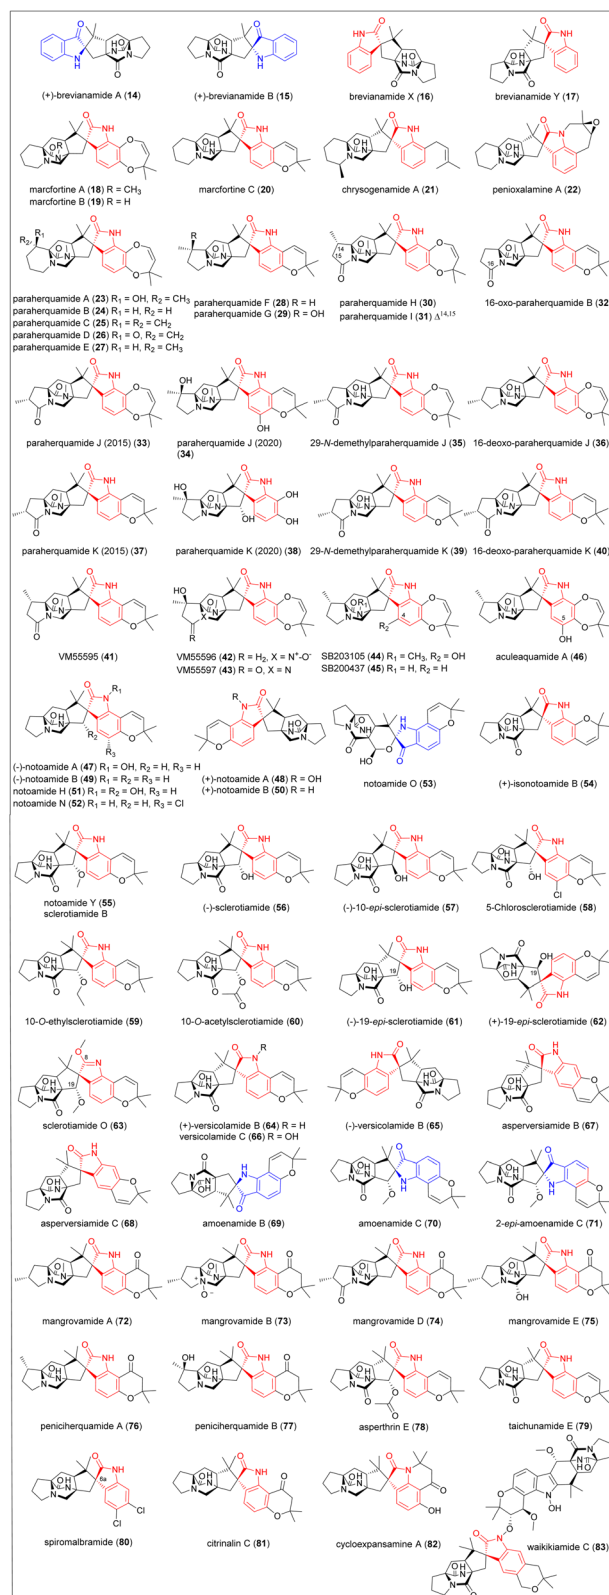 (+)-brevianamide A (14)
(+)-brevianamide B (15)
brevianamide X (16)
brevianamide Y (17)
marcfortine A (18) R = CH₃
marcfortine B (19) R = H
marcfortine C (20)
chrysogenamide A (21)
penioxalamine A (22)
paraherquamide A (23) R₁ = OH, R₂ = CH₃
paraherquamide B (24) R₁ = H, R₂ = H
paraherquamide C (25) R₁ = R₂ = CH₂
paraherquamide D (26) R₁ = O, R₂ = CH₂
paraherquamide E (27) R₁ = H, R₂ = CH₃
paraherquamide F (28) R = H
paraherquamide G (29) R = OH
paraherquamide H (30)
paraherquamide I (31) Δ¹⁴,¹⁵
16-oxo-paraherquamide B (32)
paraherquamide J (2015) (33)
paraherquamide J (2020)
(34)
29-N-demethylparaherquamide J (35)
16-deoxo-paraherquamide J (36)
paraherquamide K (2015) (37)
paraherquamide K (2020) (38)
29-N-demethylparaherquamide K (39)
16-deoxo-paraherquamide K (40)
VM55595 (41)
VM55596 (42) R = H₂, X = N⁺-O⁻
VM55597 (43) R = O, X = N
SB203105 (44) R₁ = CH₃, R₂ = OH
SB200437 (45) R₁ = H, R₂ = H
aculeaquamide A (46)
(-)-notoamide A (47) R₁ = OH, R₂ = H, R₃ = H
(-)-notoamide B (49) R₁ = R₂ = R₃ = H
notoamide H (51) R₁ = R₂ = OH, R₃ = H
notoamide N (52) R₁ = H, R₂ = H, R₃ = Cl
(+)-notoamide A (48) R = OH
(+)-notoamide B (50) R = H
notoamide O (53)
(+)-isonotoamide B (54)
notoamide Y (55)
sclerotiamide B
(-)-sclerotiamide (56)
(-)-10-epi-sclerotiamide (57)
5-Chlorosclerotiamide (58)
10-O-ethylsclerotiamide (59)
10-O-acetylsclerotiamide (60)
(-)-19-epi-sclerotiamide (61)
(+)-19-epi-sclerotiamide (62)
sclerotiamide O (63)
(+)-versicolamide B (64) R = H
versicolamide C (66) R = OH
(-)-versicolamide B (65)
asperversiamide B (67)
asperversiamide C (68)
amoenamide B (69)
amoenamide C (70)
2-epi-amoenamide C (71)
mangrovamide A (72)
mangrovamide B (73)
mangrovamide D (74)
mangrovamide E (75)
peniciherquamide A (76)
peniciherquamide B (77)
asperthrin E (78)
taichunamide E (79)
spiromalbramide (80)
citrinalin C (81)
cycloexpansamine A (82)
waikikiamide C (83)